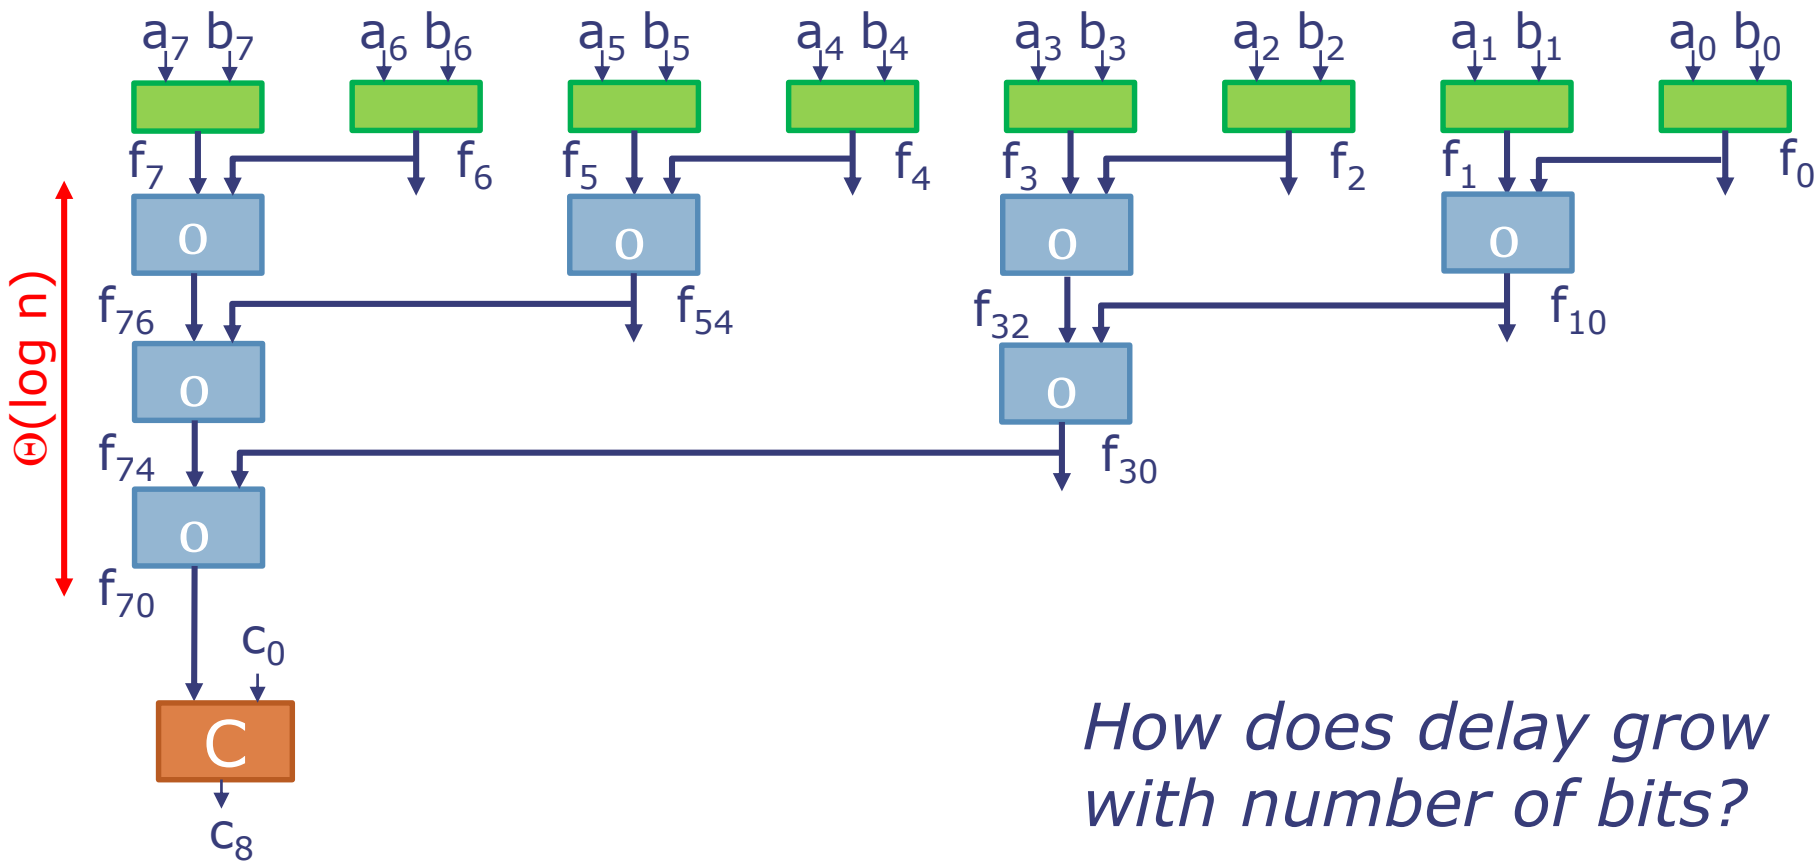 a₇ b₇ a₆ b₆ a₅ b₅ a₄ b₄ a₃ b₃ a₂ b₂ a₁ b₁ a₀ b₀
f₇ f₆ f₅ f₄ f₃ f₂ f₁ f₀
o o o o
f₇₆ f₅₄ f₃₂ f₁₀
o o
Θ(log n)
f₇₄ f₃₀
o
f₇₀
c₀
C
c₈
How does delay grow
with number of bits?